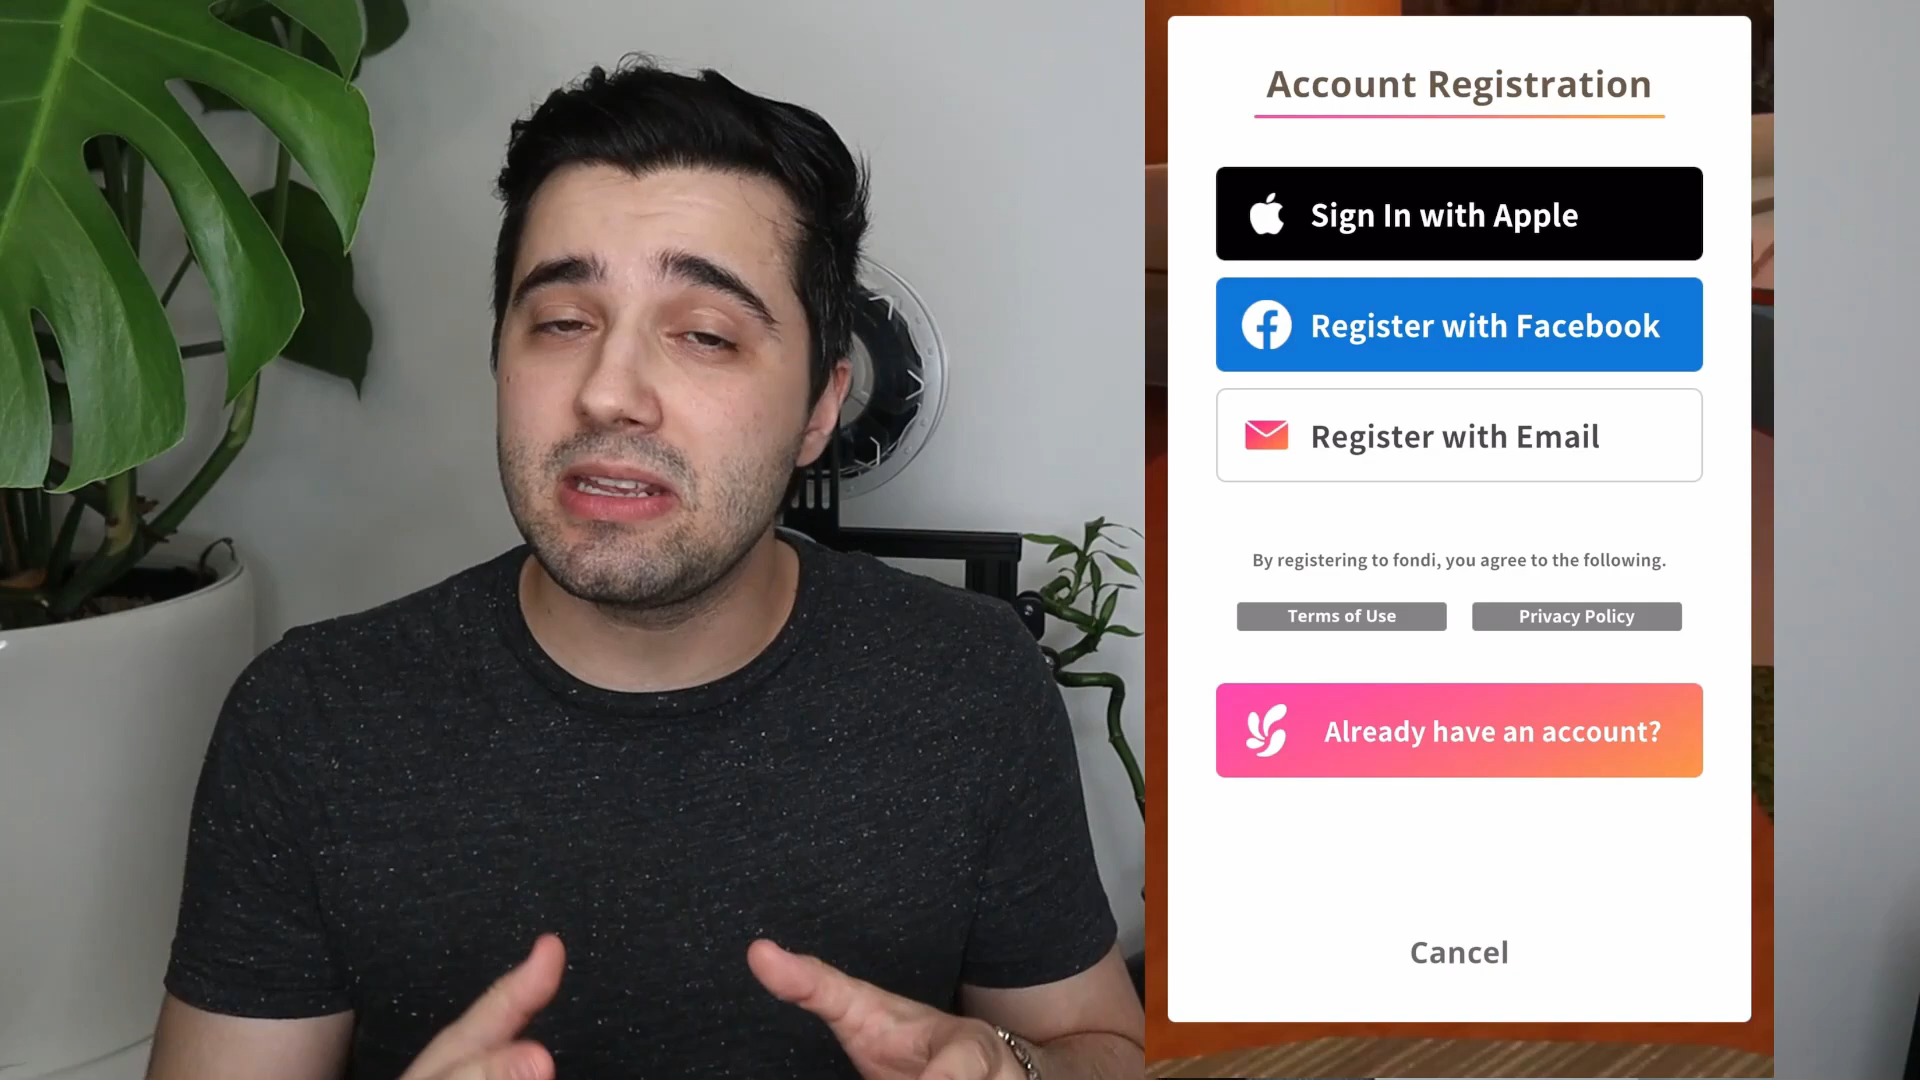 Account Registration
Sign In with Apple
Register with Facebook
Register with Email
By registering to fondi, you agree to the following.
Terms of Use
Privacy Policy
Already have an account?
Cancel